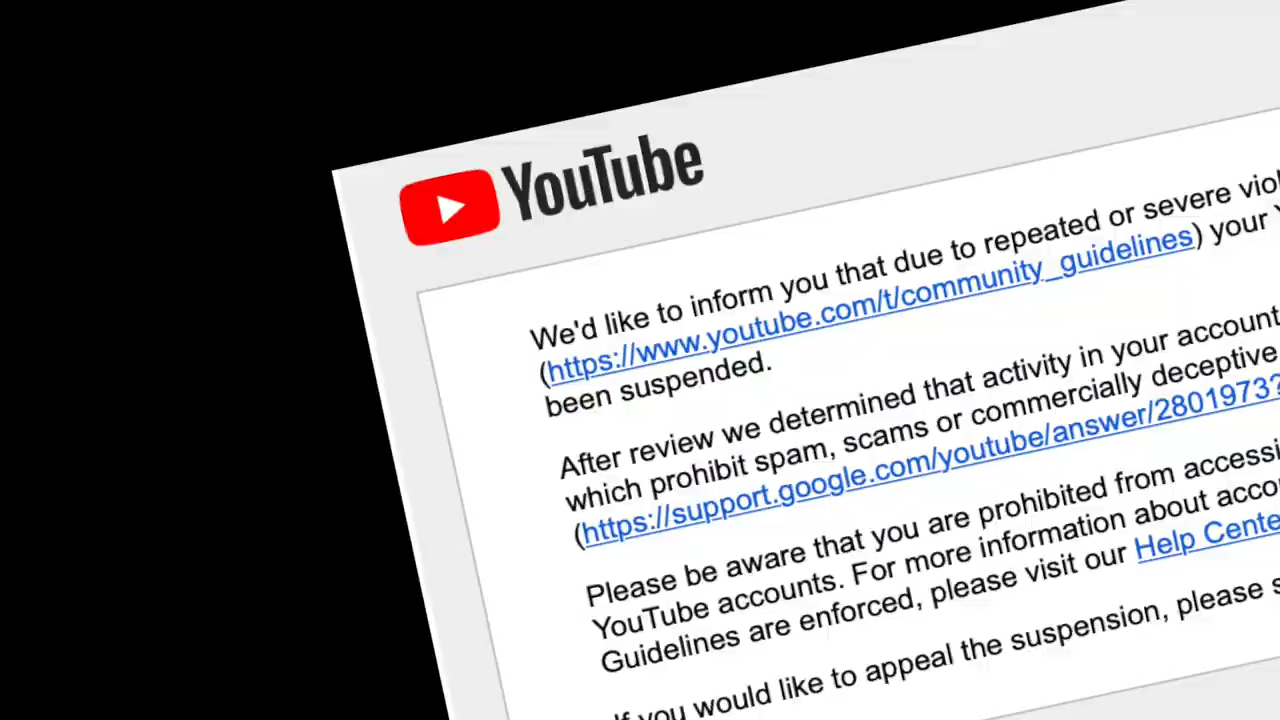 YouTube
We'd like to inform you that due to repeated or severe
(https://www.youtube.com/t/community_guidelines) your
been suspended.
After review we determined that activity in your account
which prohibit spam, scams or commercially deceptive
(https://support.google.com/youtube/answer/2801973?
Please be aware that you are prohibited from
YouTube accounts. For more information about
Guidelines are enforced, please visit our Help Cente
If you would like to appeal the suspension, please